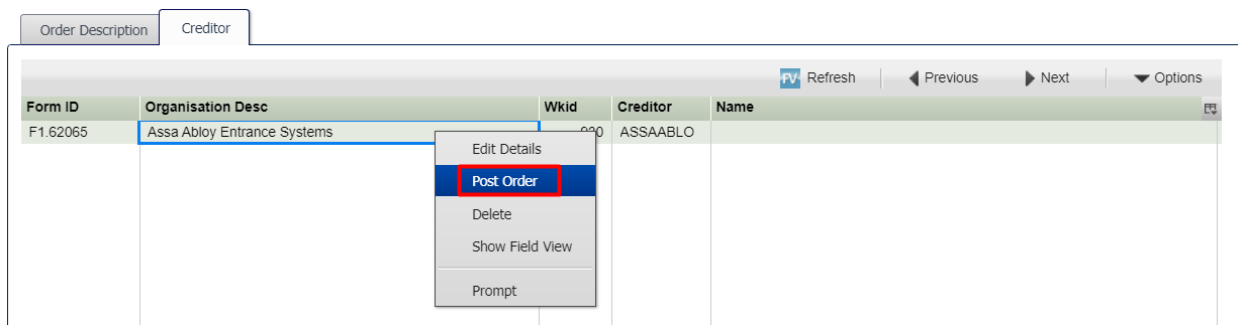 Order Description Creditor
FV Refresh Previous Next Options
Form ID Organisation Desc Wkid Creditor Name
F1.62065 Assa Abloy Entrance Systems ASSAABLO
Edit Details
Post Order
Delete
Show Field View
Prompt